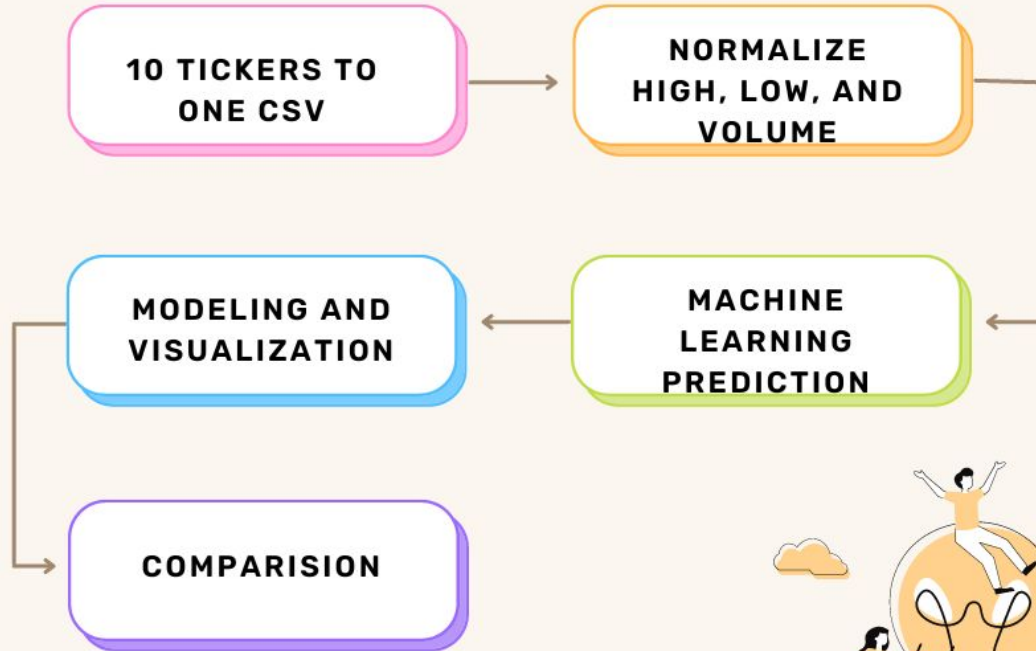 10 TICKERS TO
ONE CSV
NORMALIZE
HIGH, LOW, AND
VOLUME
MACHINE
LEARNING
PREDICTION
MODELING AND
VISUALIZATION
COMPARISION